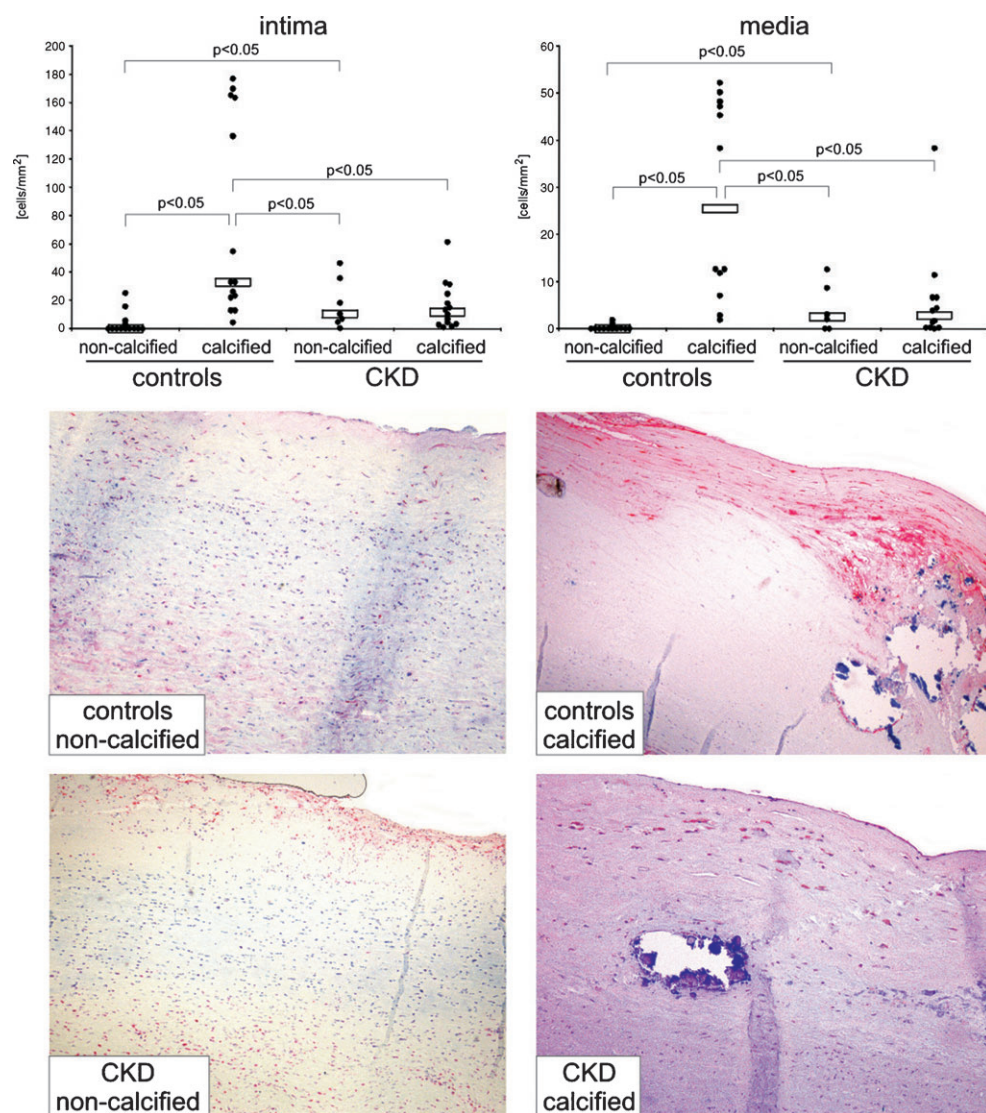 intima
200
180
160
140
120
100
80
60
40
20
0
[cells/mm²]
p<0.05
p<0.05
p<0.05
p<0.05
non-calcified calcified non-calcified calcified
controls CKD
media
60
50
40
30
20
10
0
[cells/mm²]
p<0.05
p<0.05
p<0.05
p<0.05
non-calcified calcified non-calcified calcified
controls CKD
controls
non-calcified
controls
calcified
CKD
non-calcified
CKD
calcified